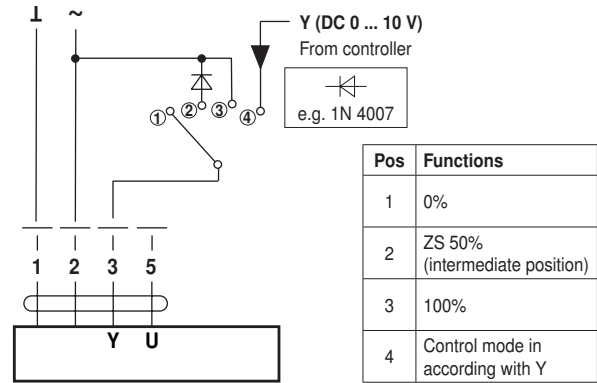 ⊥ ~
Y (DC 0 ... 10 V)
From controller
① ② ③ ④
e.g. 1N 4007
Pos Functions
1 0%
2 ZS 50%
(intermediate position)
3 100%
4 Control mode in
according with Y
1 2 3 5
Y U